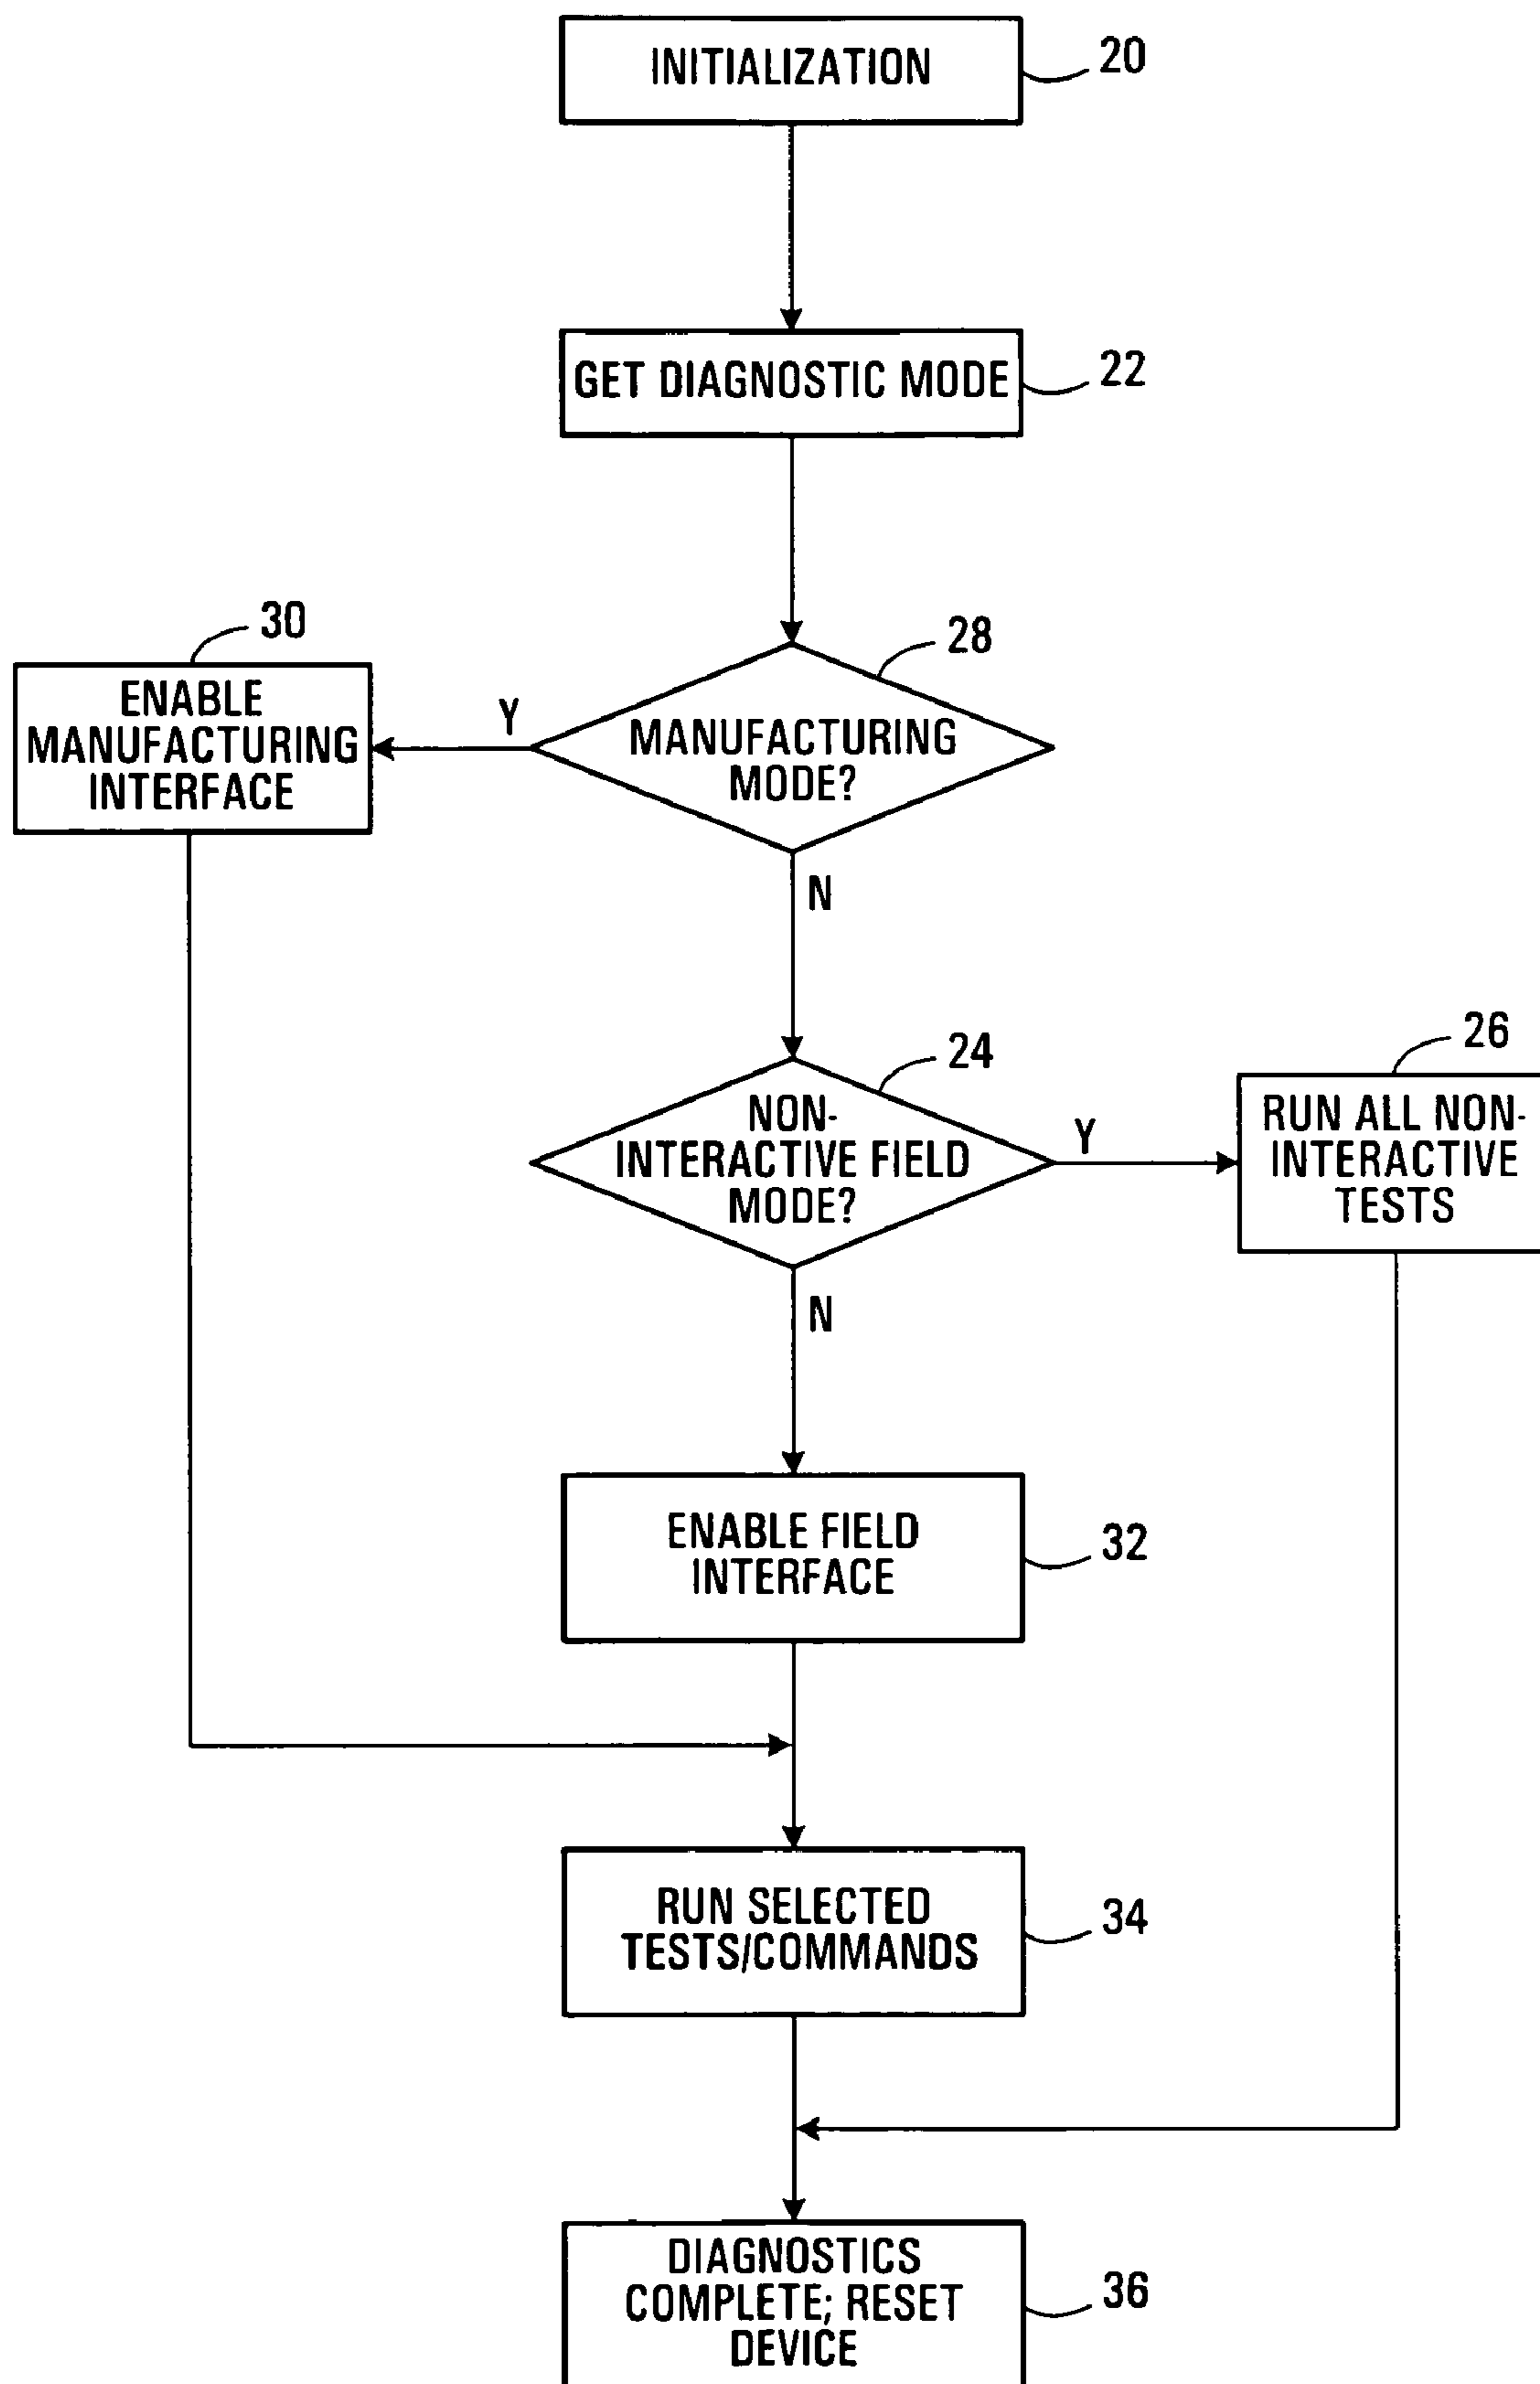 INITIALIZATION
20
GET DIAGNOSTIC MODE
22
30
ENABLE
MANUFACTURING
INTERFACE
Y
28
MANUFACTURING
MODE?
N
24
NON-
INTERACTIVE FIELD
MODE?
Y
26
RUN ALL NON-
INTERACTIVE
TESTS
N
ENABLE FIELD
INTERFACE
32
RUN SELECTED
TESTS/COMMANDS
34
DIAGNOSTICS
COMPLETE; RESET
DEVICE
36